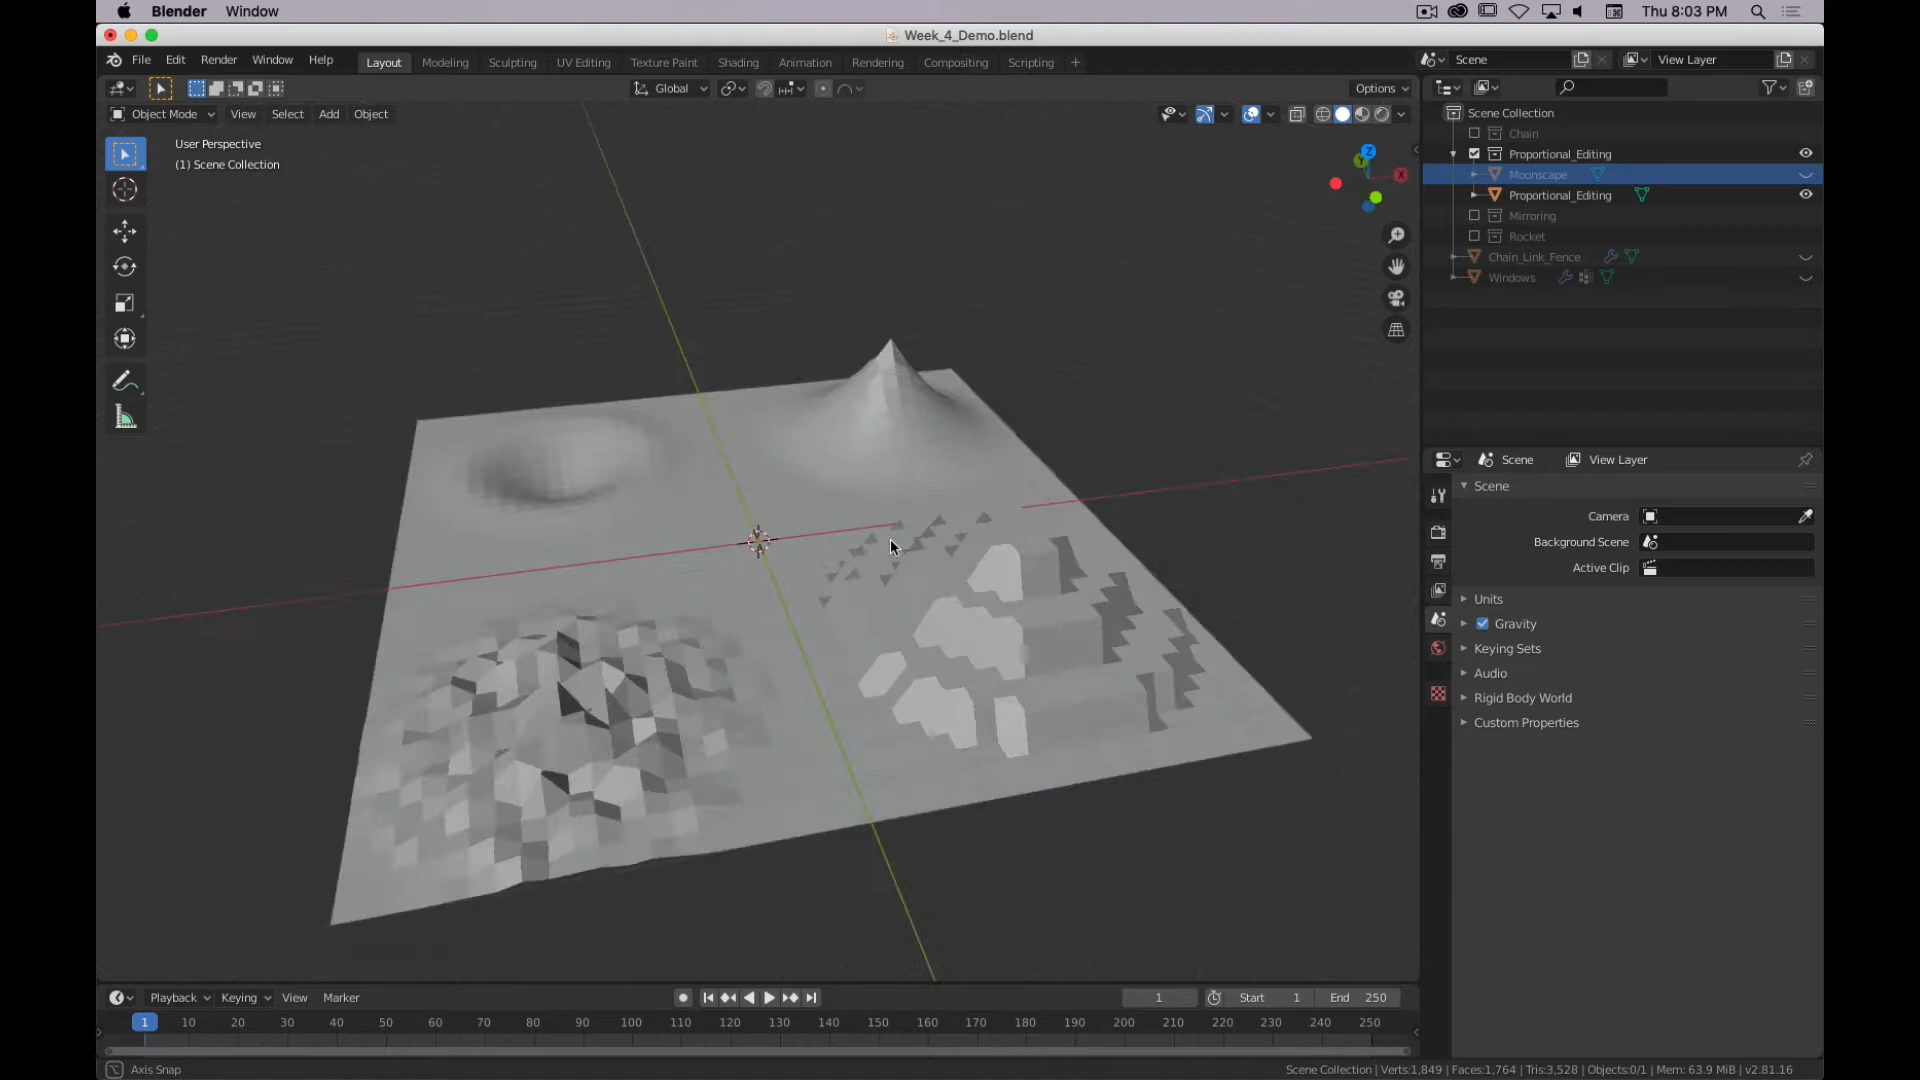 Blender Window Thu 8:03 PM
Week_4_Demo.blend
File Edit Render Window Help Layout Modeling Sculpting UV Editing Texture Paint Shading Animation Rendering Compositing Scripting + Scene View Layer
Global Options
Object Mode View Select Add Object
User Perspective
(1) Scene Collection
Z
Y
X
Scene Collection
Chain
Proportional_Editing
Moonscape
Proportional_Editing
Mirroring
Rocket
Chain_Link_Fence
Windows
Scene View Layer
Scene
Camera
Background Scene
Active Clip
Units
Gravity
Keying Sets
Audio
Rigid Body World
Custom Properties
Playback Keying View Marker 1 Start 1 End 250
1 10 20 30 40 50 60 70 80 90 100 110 120 130 140 150 160 170 180 190 200 210 220 230 240 250
Axis Snap Scene Collection | Verts:1,849 | Faces:1,764 | Tris:3,528 | Objects:0/1 | Mem: 63.9 MiB | v2.81.16